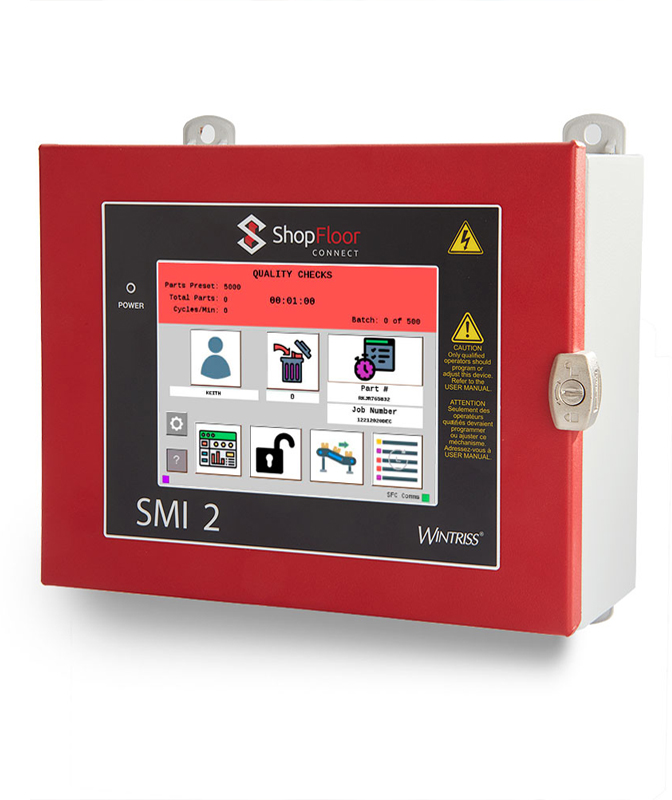 ShopFloor
CONNECT
QUALITY CHECKS
Parts Preset: 5000
Total Parts: 0
00:01:00
Cycles/Min: 0
Batch: 0 of 500
POWER
KEITH
0
Part #
Job Number
?
SFC Comms
SMI 2
WINTRISS®
CAUTION
Only qualified
operators should
program or
adjust this device.
Refer to the
USER MANUAL.
ATTENTION
Seulement des
opérateurs
qualifiés devraient
programmer
ou ajuster ce
méchanisme.
Adressez-vous à
USER MANUAL